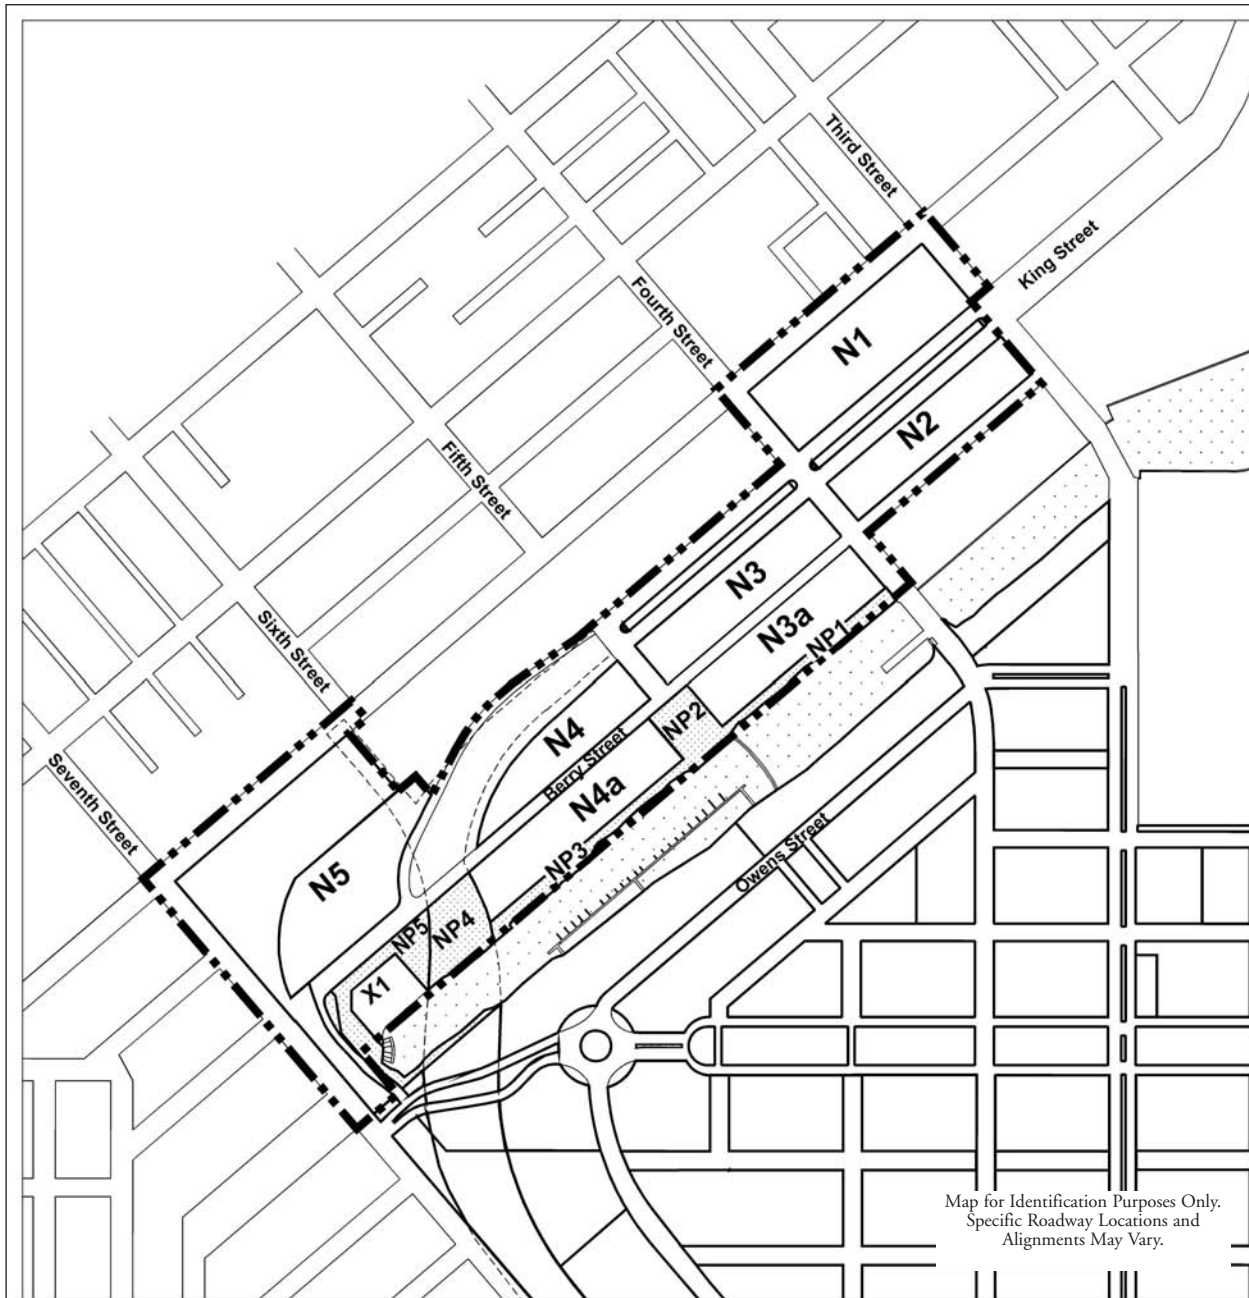 Third Street
King Street
Fourth Street
N1
N2
Fifth Street
N3
N3a
NP1
Sixth Street
NP2
N4
Berry Street
N4a
Seventh Street
NP3
Owens Street
N5
NP5
NP4
X1
Map for Identification Purposes Only.
Specific Roadway Locations and
Alignments May Vary.